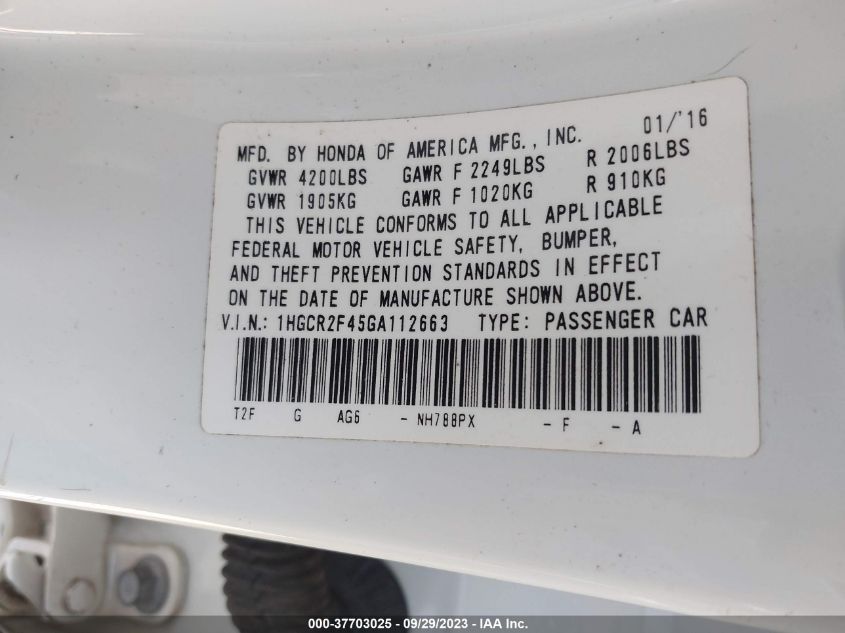 MFD. BY HONDA OF AMERICA MFG., INC. 01/'16
GVWR 4200LBS GAWR F 2249LBS R 2006LBS
GVWR 1905KG GAWR F 1020KG R 910KG
THIS VEHICLE CONFORMS TO ALL APPLICABLE
FEDERAL MOTOR VEHICLE SAFETY, BUMPER,
AND THEFT PREVENTION STANDARDS IN EFFECT
ON THE DATE OF MANUFACTURE SHOWN ABOVE.
V.I.N.: 1HGCR2F45GA112663 TYPE: PASSENGER CAR
T2F G AG6 - NH788PX - F - A
000-37703025 - 09/29/2023 - IAA Inc.